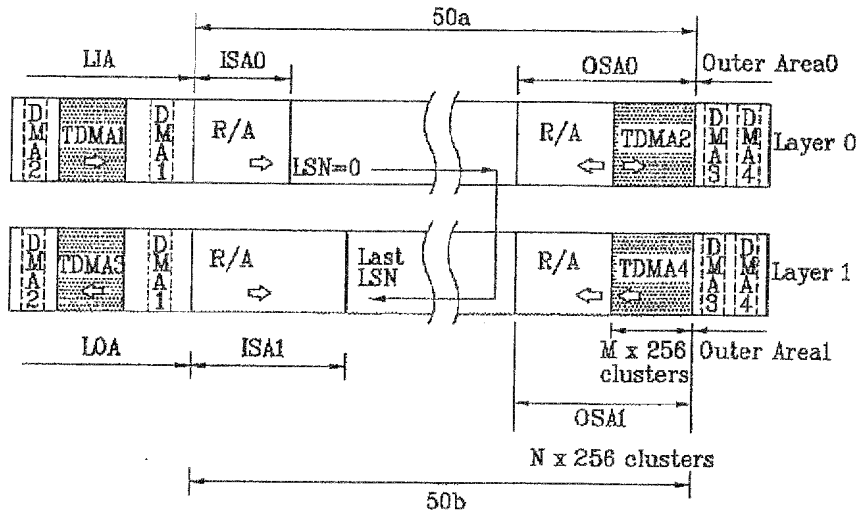 50a
LIA
ISA0
OSA0
Outer Area0
DMA2
TDMA1
DMA1
R/A
LSN=0
R/A
TDMA2
DMA3
DMA4
Layer 0
DMA2
TDMA3
DMA1
R/A
Last
LSN
R/A
TDMA4
DMA3
DMA4
Layer 1
LOA
ISA1
M x 256
clusters
Outer Area1
OSA1
N x 256 clusters
50b